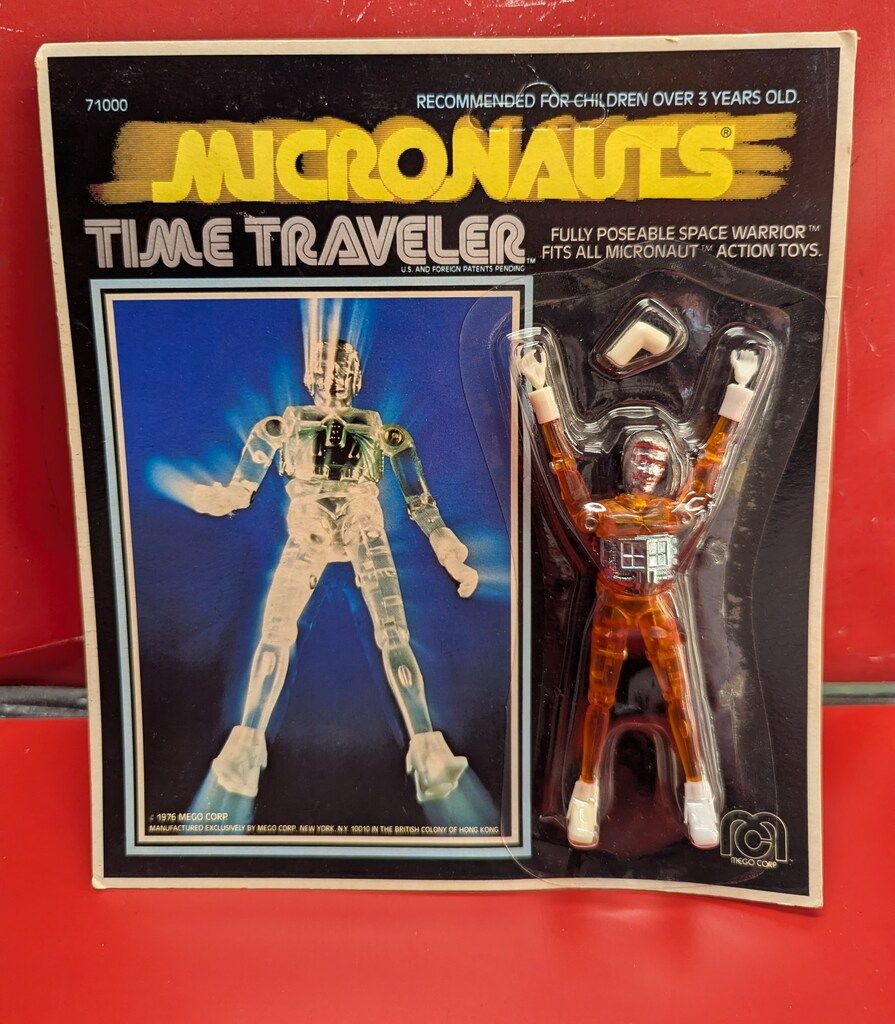 71000
RECOMMENDED FOR CHILDREN OVER 3 YEARS OLD.
MICRONAUTS®
TIME TRAVELER™
U.S. AND FOREIGN PATENTS PENDING
FULLY POSEABLE SPACE WARRIOR™
FITS ALL MICRONAUT™ ACTION TOYS.
© 1976 MEGO CORP.
MANUFACTURED EXCLUSIVELY BY MEGO CORP. NEW YORK, N.Y. 10010 IN THE BRITISH COLONY OF HONG KONG
MEGO CORP.